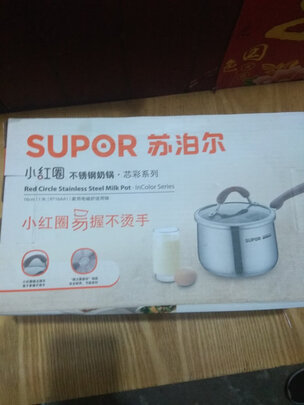 SUPOR 苏泊尔
小红圈 不锈钢奶锅·芯彩系列
Red Circle Stainless Steel Milk Pot · InColor Series
小红圈易握不烫手
SUPOR